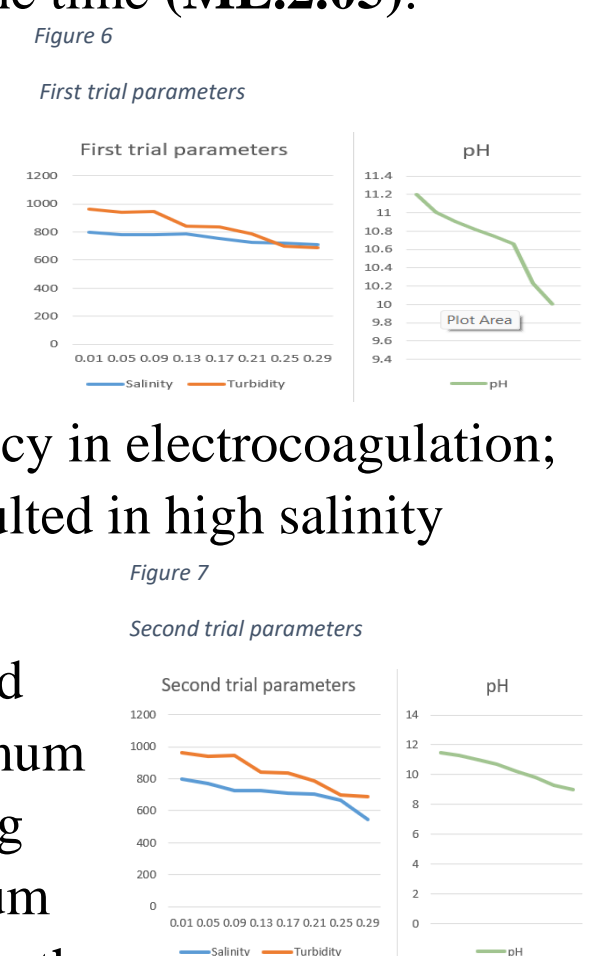 Figure 6
First trial parameters
First trial parameters
1200
1000
800
600
400
200
0
0.01 0.05 0.09 0.13 0.17 0.21 0.25 0.29
Salinity Turbidity
pH
11.4
11.2
11
10.8
10.6
10.4
10.2
10
9.8
9.6
9.4
Plot Area
pH
cy in electrocoagulation;
ulted in high salinity
Figure 7
Second trial parameters
d
num
g
um
Second trial parameters
1200
1000
800
600
400
200
0
0.01 0.05 0.09 0.13 0.17 0.21 0.25 0.29
Salinity Turbidity
pH
14
12
10
8
6
4
2
0
pH